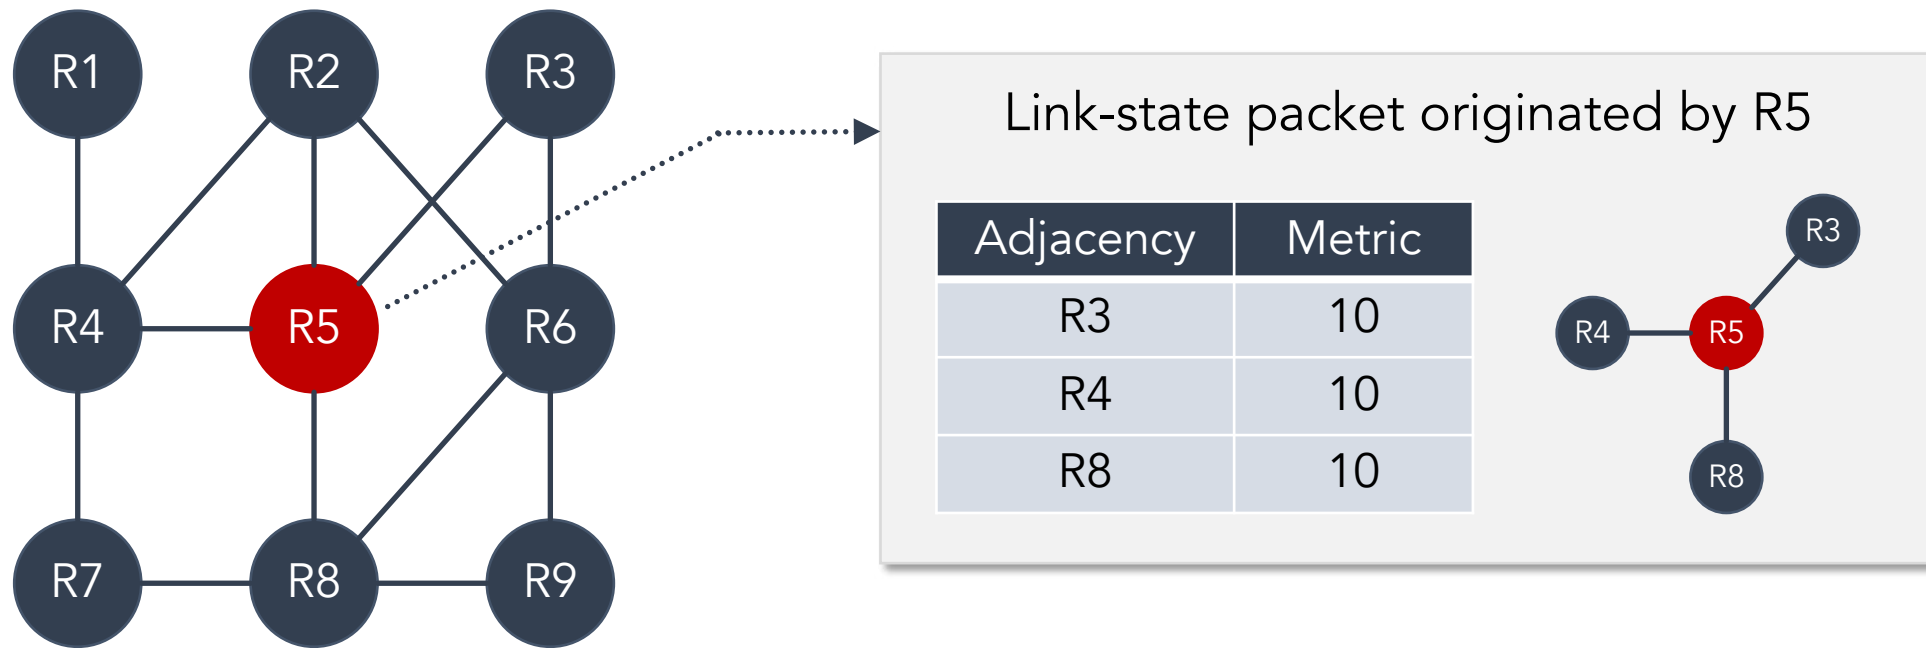 R1
R2
R3
R4
R5
R6
R7
R8
R9
Link-state packet originated by R5
Adjacency Metric
R3 10
R4 10
R8 10
R3
R4
R5
R8